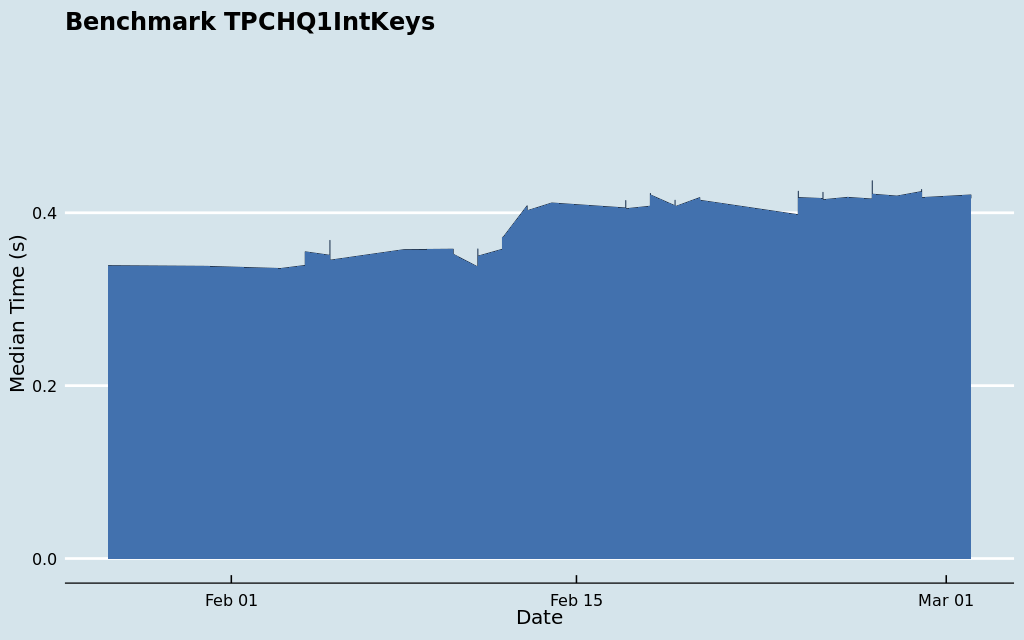 Benchmark TPCHQ1IntKeys
Median Time (s)
0.4
0.2
0.0
Feb 01
Feb 15
Mar 01
Date